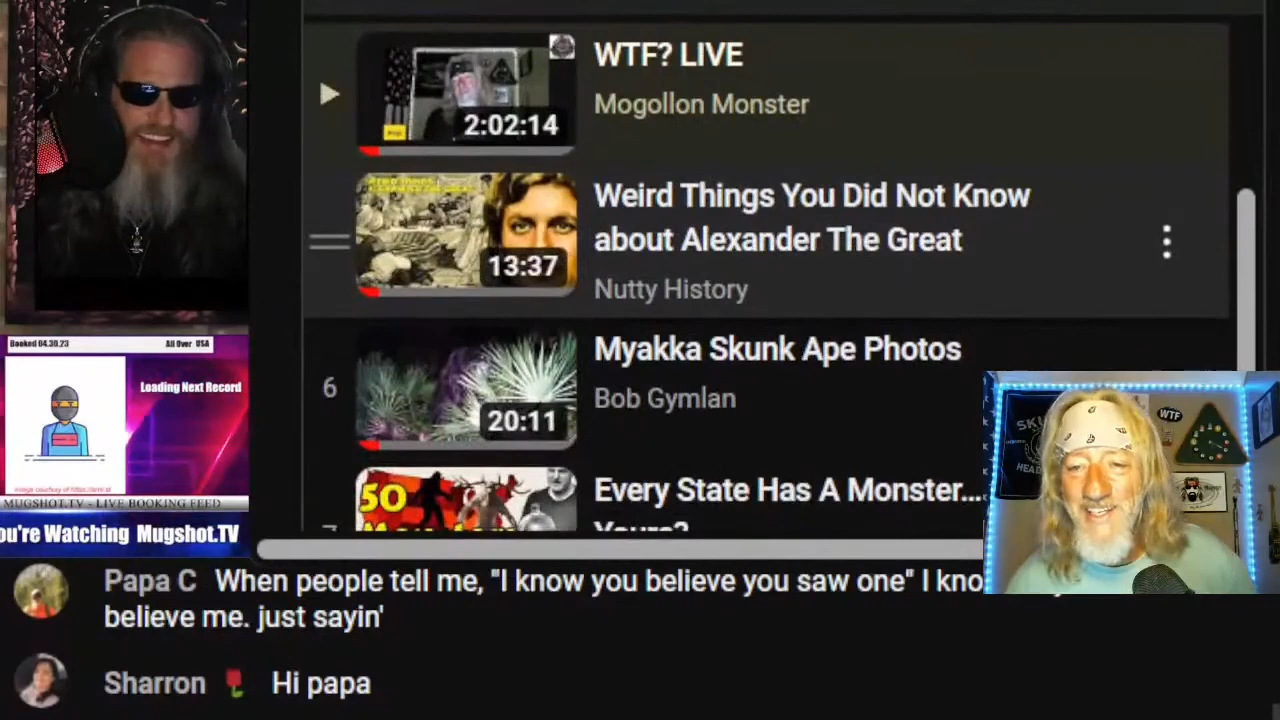 WTF? LIVE
Mogollon Monster
2:02:14
Weird Things You Did Not Know
about Alexander The Great
13:37
Nutty History
6
Myakka Skunk Ape Photos
20:11
Bob Gymlan
50
Every State Has A Monster...
Yours?
Booked 04.30.23
All Over USA
Loading Next Record
MUGSHOT.TV - LIVE BOOKING FEED
ou're Watching Mugshot.TV
WTF
Papa C When people tell me, "I know you believe you saw one" I kno
believe me. just sayin'
Sharron Hi papa